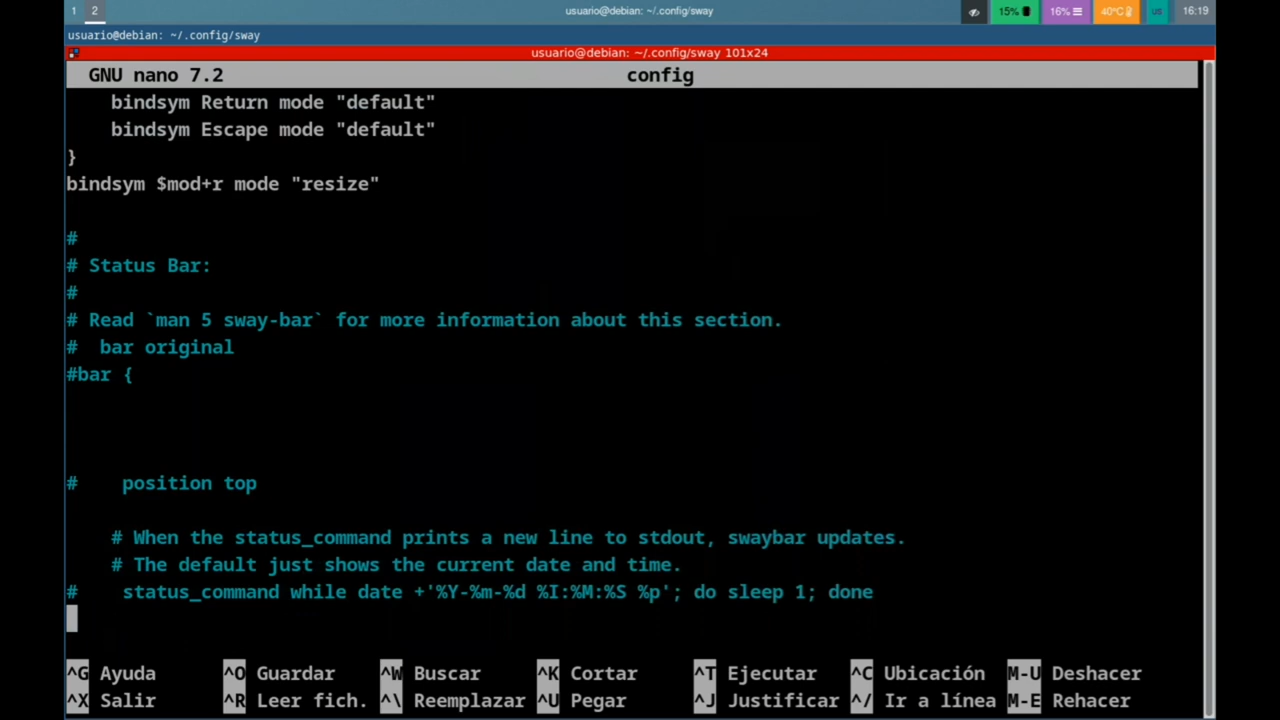 1 2 usuario@debian: ~/.config/sway 15% 16% 40°C us 16:19
usuario@debian: ~/.config/sway
usuario@debian: ~/.config/sway 101x24
GNU nano 7.2 config
bindsym Return mode "default"
bindsym Escape mode "default"
}
bindsym $mod+r mode "resize"
#
# Status Bar:
#
# Read `man 5 sway-bar` for more information about this section.
#  bar original
#bar {
#    position top
# When the status_command prints a new line to stdout, swaybar updates.
# The default just shows the current date and time.
#    status_command while date +'%Y-%m-%d %I:%M:%S %p'; do sleep 1; done
^G Ayuda ^O Guardar ^W Buscar ^K Cortar ^T Ejecutar ^C Ubicación M-U Deshacer
^X Salir ^R Leer fich. ^\ Reemplazar ^U Pegar ^J Justificar ^/ Ir a línea M-E Rehacer